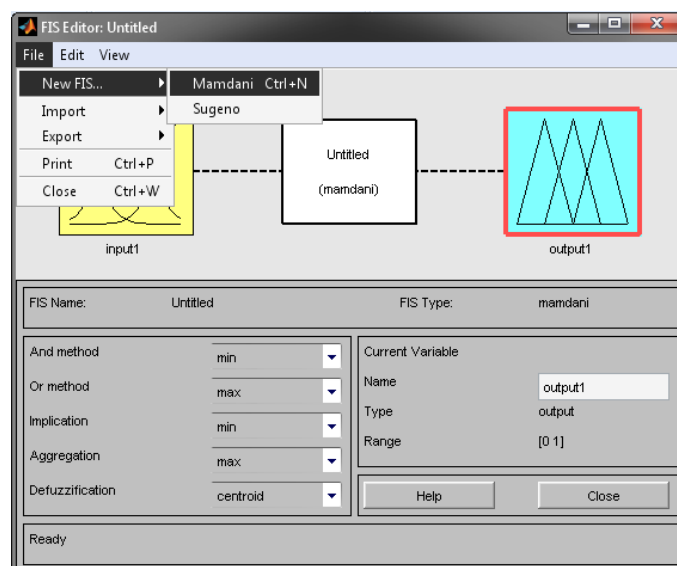 FIS Editor: Untitled
File Edit View
New FIS...
Mamdani Ctrl+N
Import
Sugeno
Export
Print Ctrl+P
Close Ctrl+W
Untitled
(mamdani)
input1
output1
FIS Name: Untitled FIS Type: mamdani
And method min
Or method max
Implication min
Aggregation max
Defuzzification centroid
Current Variable
Name output1
Type output
Range [0 1]
Help Close
Ready